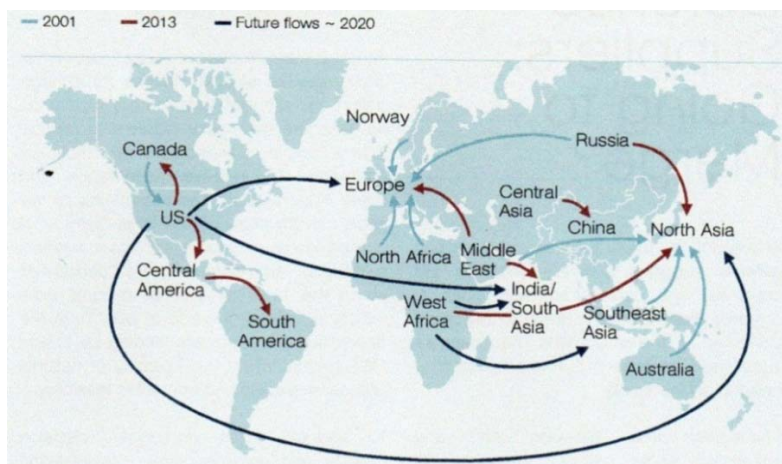 2001 2013 Future flows ~ 2020
Norway
Canada
Russia
Europe
Central
Asia
US
China
North Asia
North Africa
Middle
East
Central
America
India/
South
Asia
West
Africa
South
America
Southeast
Asia
Australia